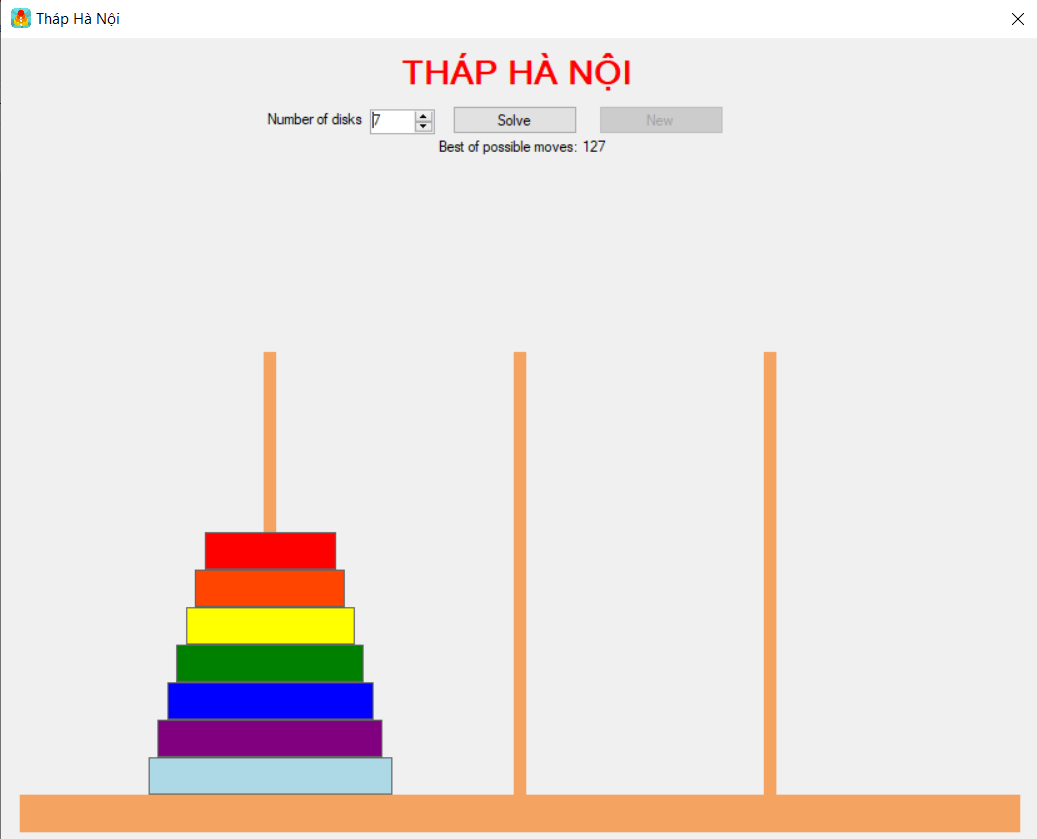 Tháp Hà Nội
THÁP HÀ NỘI
Number of disks 7 Solve New
Best of possible moves: 127